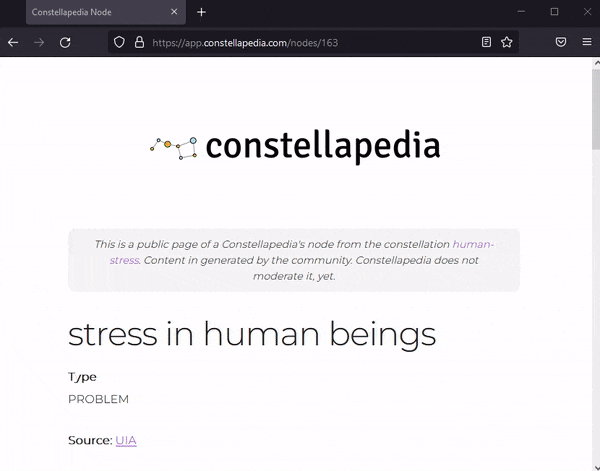 Constellapedia Node
https://app.constellapedia.com/nodes/163
constellapedia
This is a public page of a Constellapedia's node from the constellation human-
stress. Content in generated by the community. Constellapedia does not
moderate it, yet.
stress in human beings
Type
PROBLEM
Source: UIA